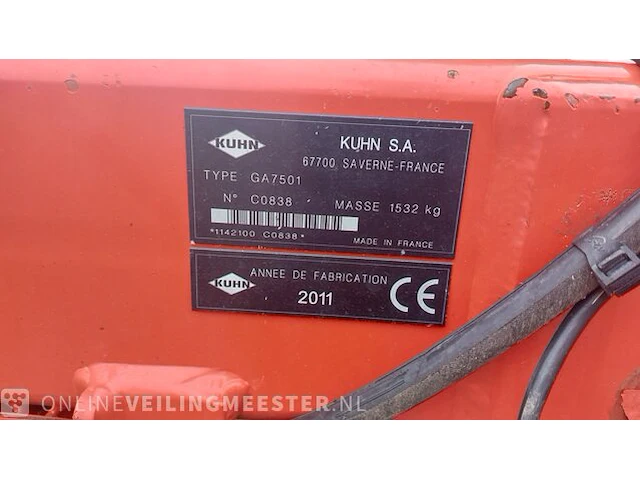 KUHN
KUHN S.A.
67700 SAVERNE-FRANCE
TYPE GA7501
N° C0838 MASSE 1532 kg
*1142100 C0838*
MADE IN FRANCE
KUHN
ANNEE DE FABRICATION
2011
CE
ONLINEVEILINGMEESTER.NL